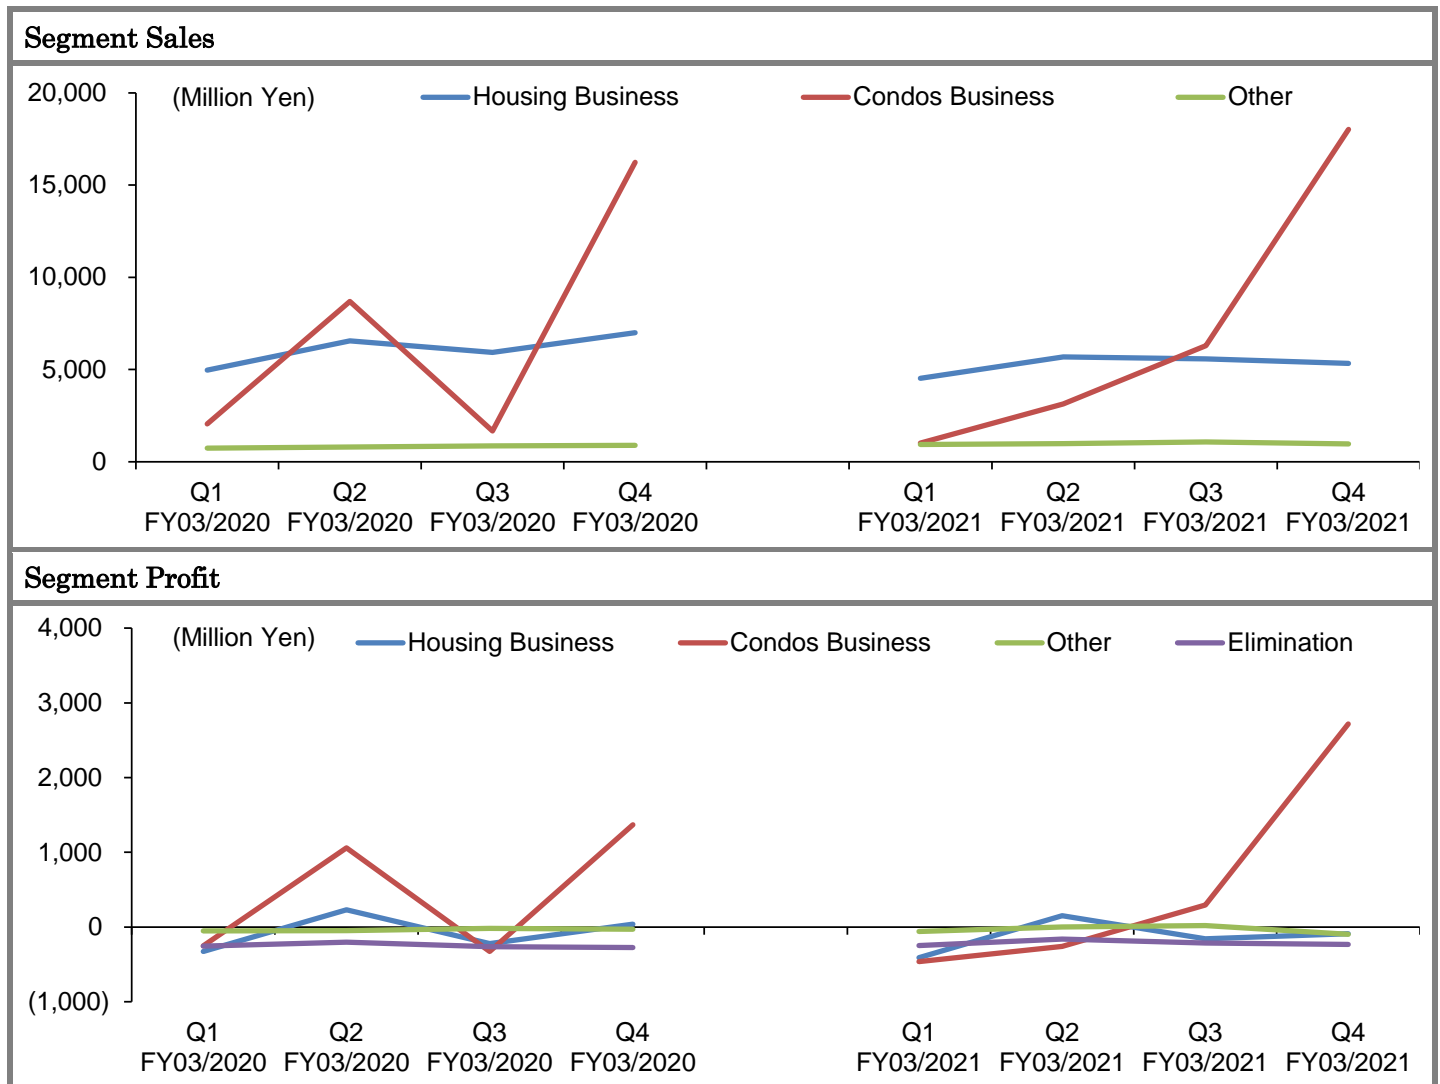 Segment Sales
(Million Yen) Housing Business Condos Business Other
20,000
15,000
10,000
5,000
0
Q1 Q2 Q3 Q4 Q1 Q2 Q3 Q4
FY03/2020 FY03/2020 FY03/2020 FY03/2020 FY03/2021 FY03/2021 FY03/2021 FY03/2021
Segment Profit
(Million Yen) Housing Business Condos Business Other Elimination
4,000
3,000
2,000
1,000
0
(1,000)
Q1 Q2 Q3 Q4 Q1 Q2 Q3 Q4
FY03/2020 FY03/2020 FY03/2020 FY03/2020 FY03/2021 FY03/2021 FY03/2021 FY03/2021